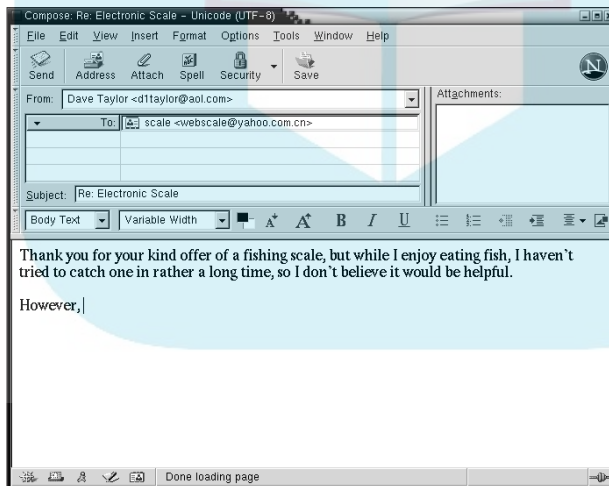 Compose: Re: Electronic Scale - Unicode (UTF-8)
File Edit View Insert Format Options Tools Window Help
Send Address Attach Spell Security Save
N
From: Dave Taylor <d1taylor@aol.com>
Attachments:
To: scale <webscale@yahoo.com.cn>
Subject: Re: Electronic Scale
Body Text Variable Width A A B I U
Thank you for your kind offer of a fishing scale, but while I enjoy eating fish, I haven't
tried to catch one in rather a long time, so I don't believe it would be helpful.
However,
Done loading page